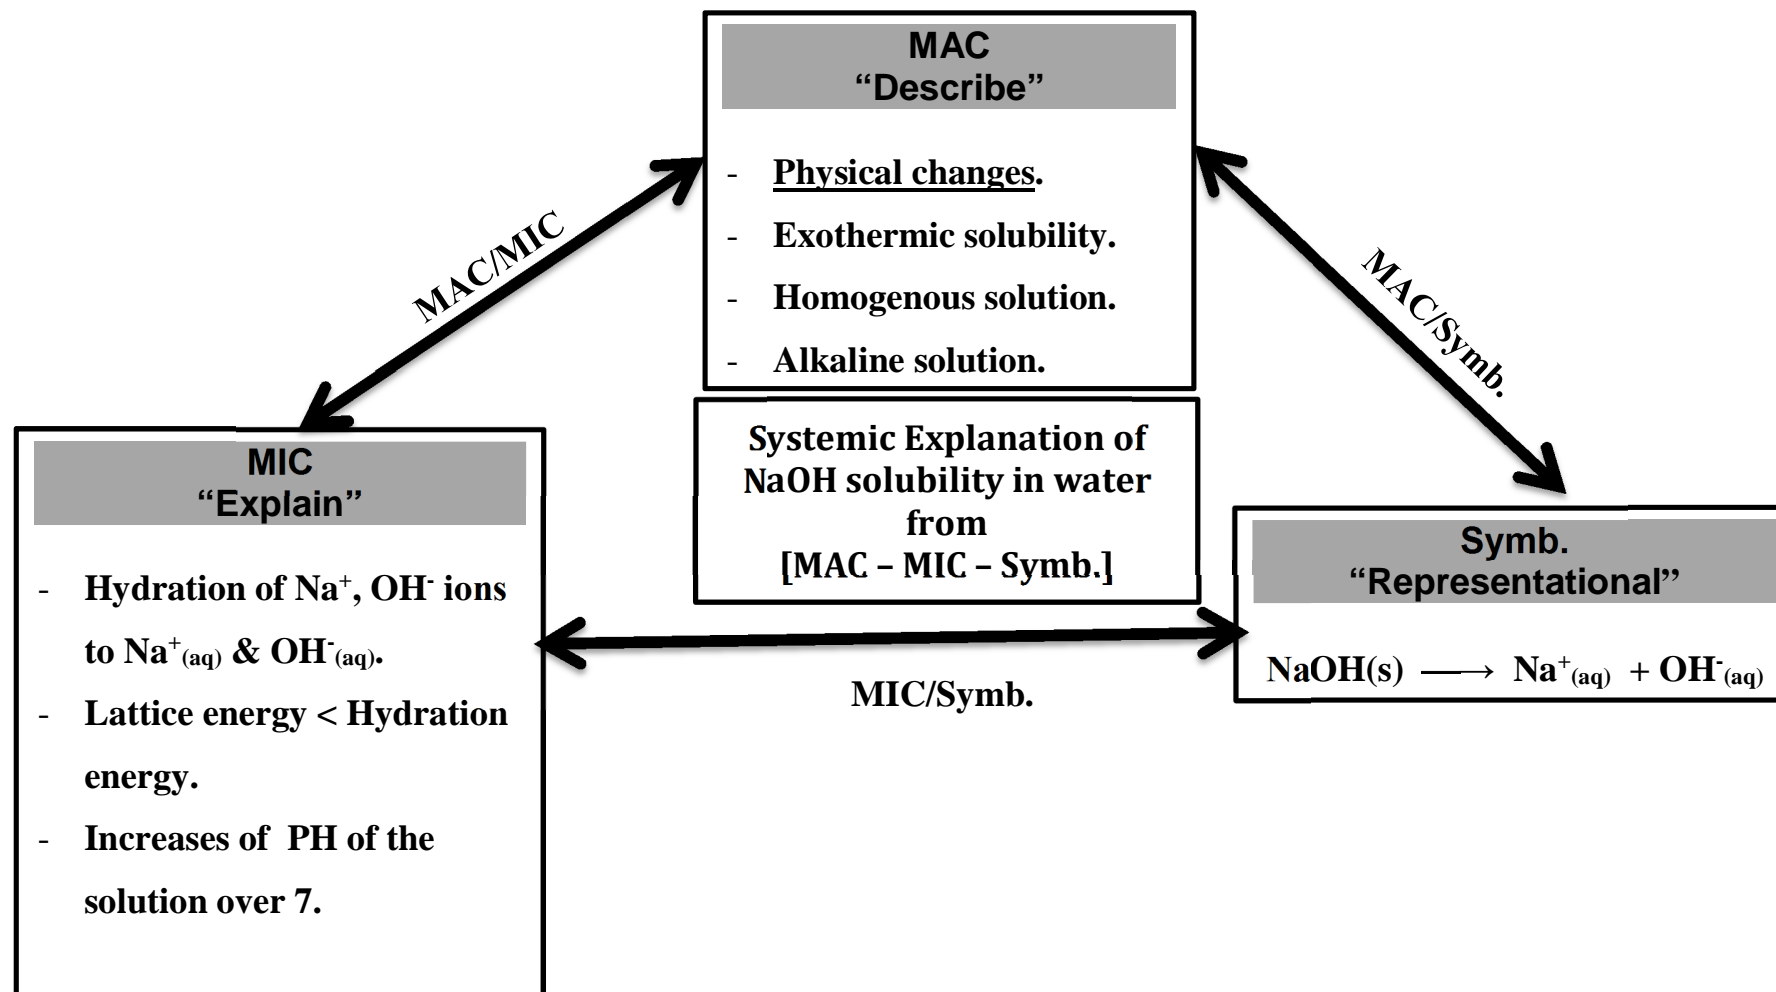 MAC
“Describe”
- Physical changes.
- Exothermic solubility.
- Homogenous solution.
- Alkaline solution.
MAC/MIC
MAC/Symb.
Systemic Explanation of
NaOH solubility in water
from
[MAC – MIC – Symb.]
MIC
“Explain”
- Hydration of Na⁺, OH⁻ ions
to Na⁺(aq) & OH⁻(aq).
- Lattice energy < Hydration
energy.
- Increases of PH of the
solution over 7.
MIC/Symb.
Symb.
“Representational”
NaOH(s) ⟶ Na⁺(aq) + OH⁻(aq)